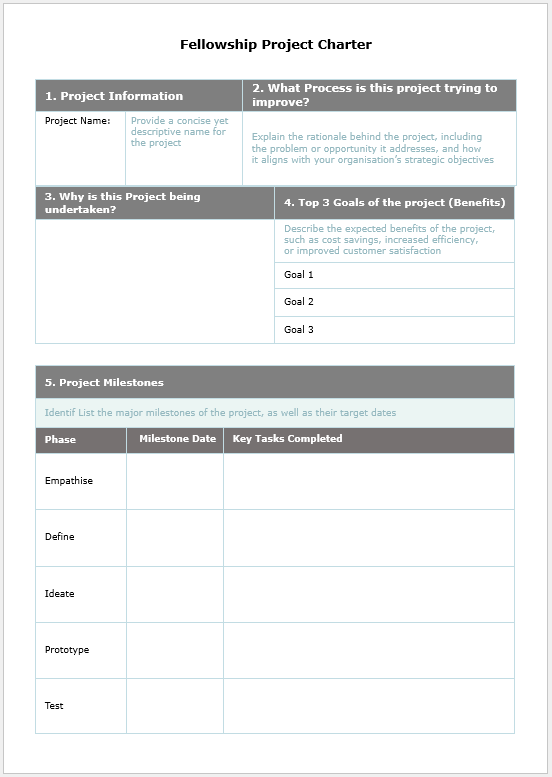 Fellowship Project Charter
1. Project Information
2. What Process is this project trying to
improve?
Project Name:
Provide a concise yet
descriptive name for
the project
Explain the rationale behind the project, including
the problem or opportunity it addresses, and how
it aligns with your organisation's strategic objectives
3. Why is this Project being
undertaken?
4. Top 3 Goals of the project (Benefits)
Describe the expected benefits of the project,
such as cost savings, increased efficiency,
or improved customer satisfaction
Goal 1
Goal 2
Goal 3
5. Project Milestones
Identif List the major milestones of the project, as well as their target dates
Phase
Milestone Date
Key Tasks Completed
Empathise
Define
Ideate
Prototype
Test